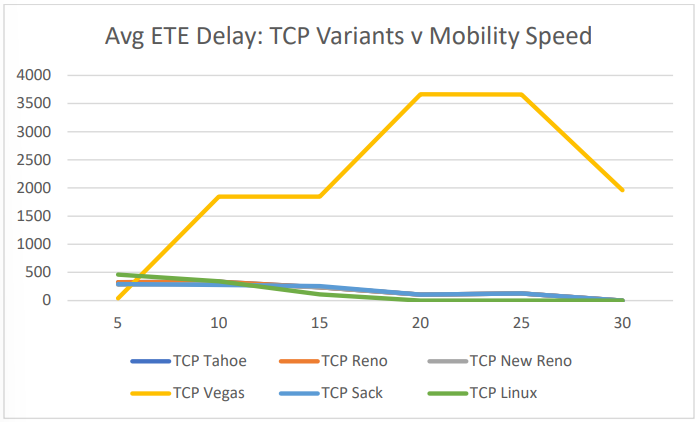 Avg ETE Delay: TCP Variants v Mobility Speed
4000
3500
3000
2500
2000
1500
1000
500
0
5 10 15 20 25 30
TCP Tahoe TCP Reno TCP New Reno
TCP Vegas TCP Sack TCP Linux